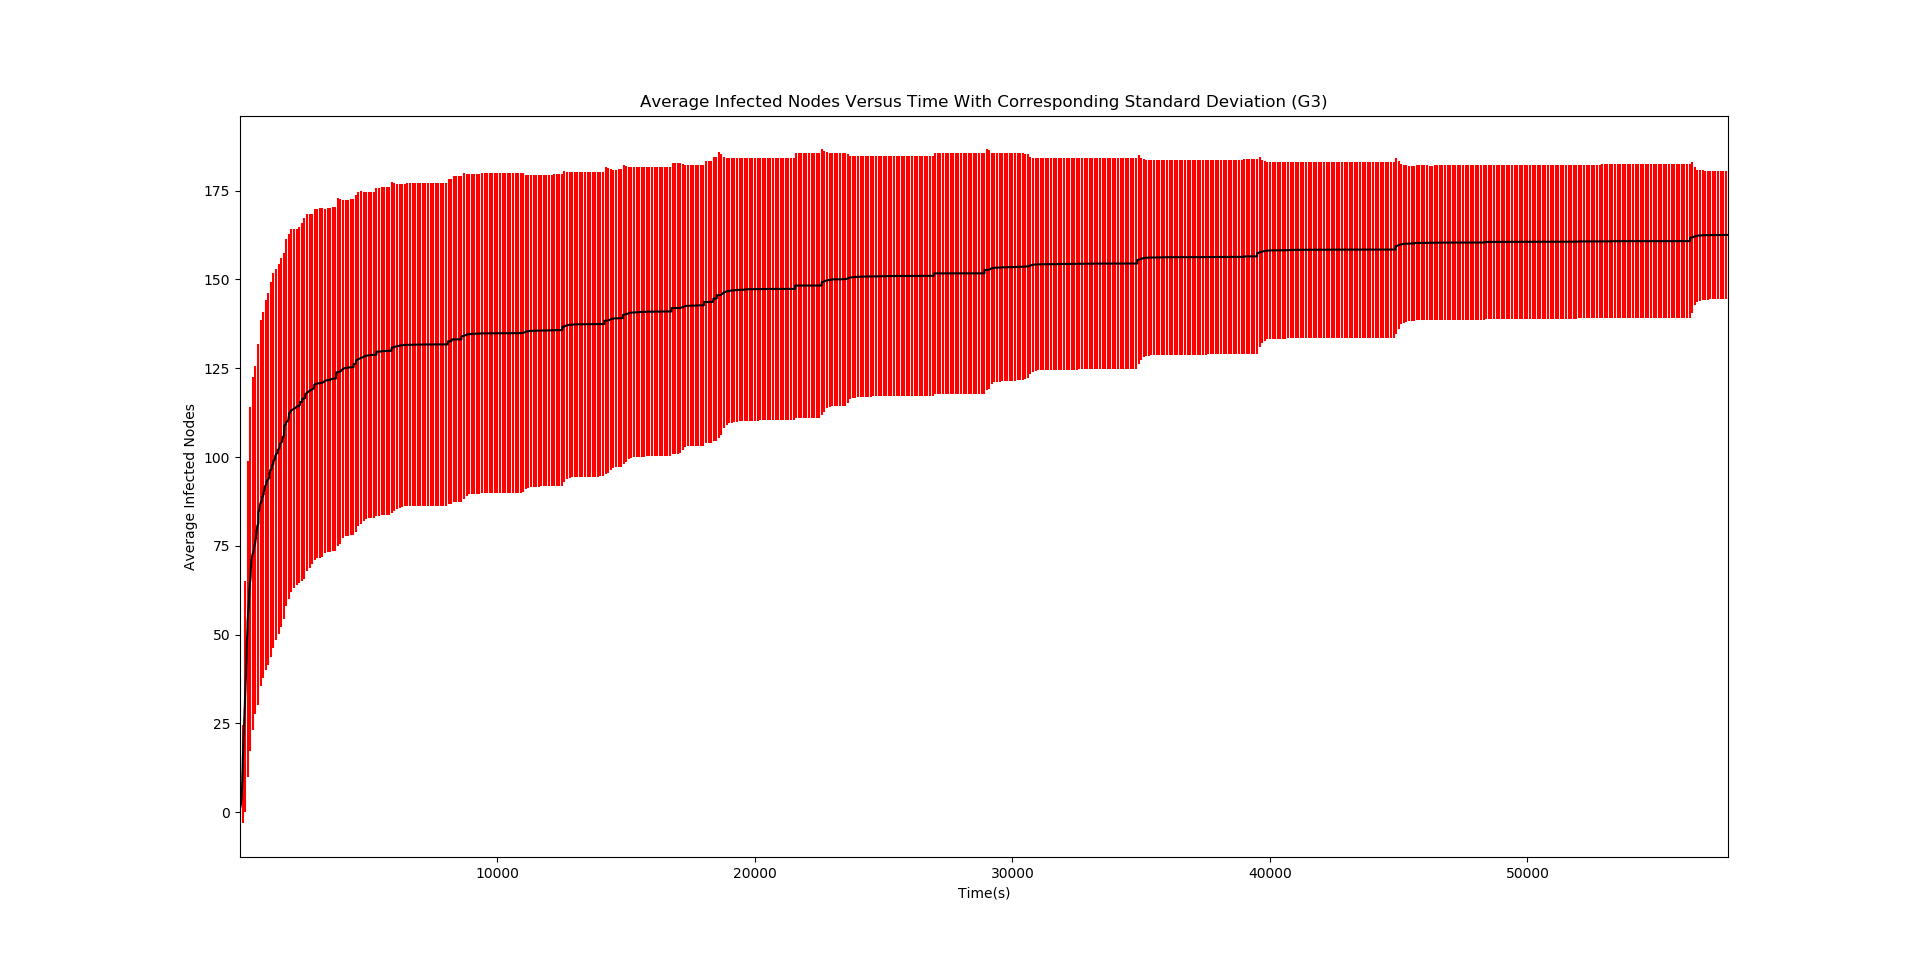 Average Infected Nodes Versus Time With Corresponding Standard Deviation (G3)
Average Infected Nodes
175
150
125
100
75
50
25
0
10000 20000 30000 40000 50000
Time(s)